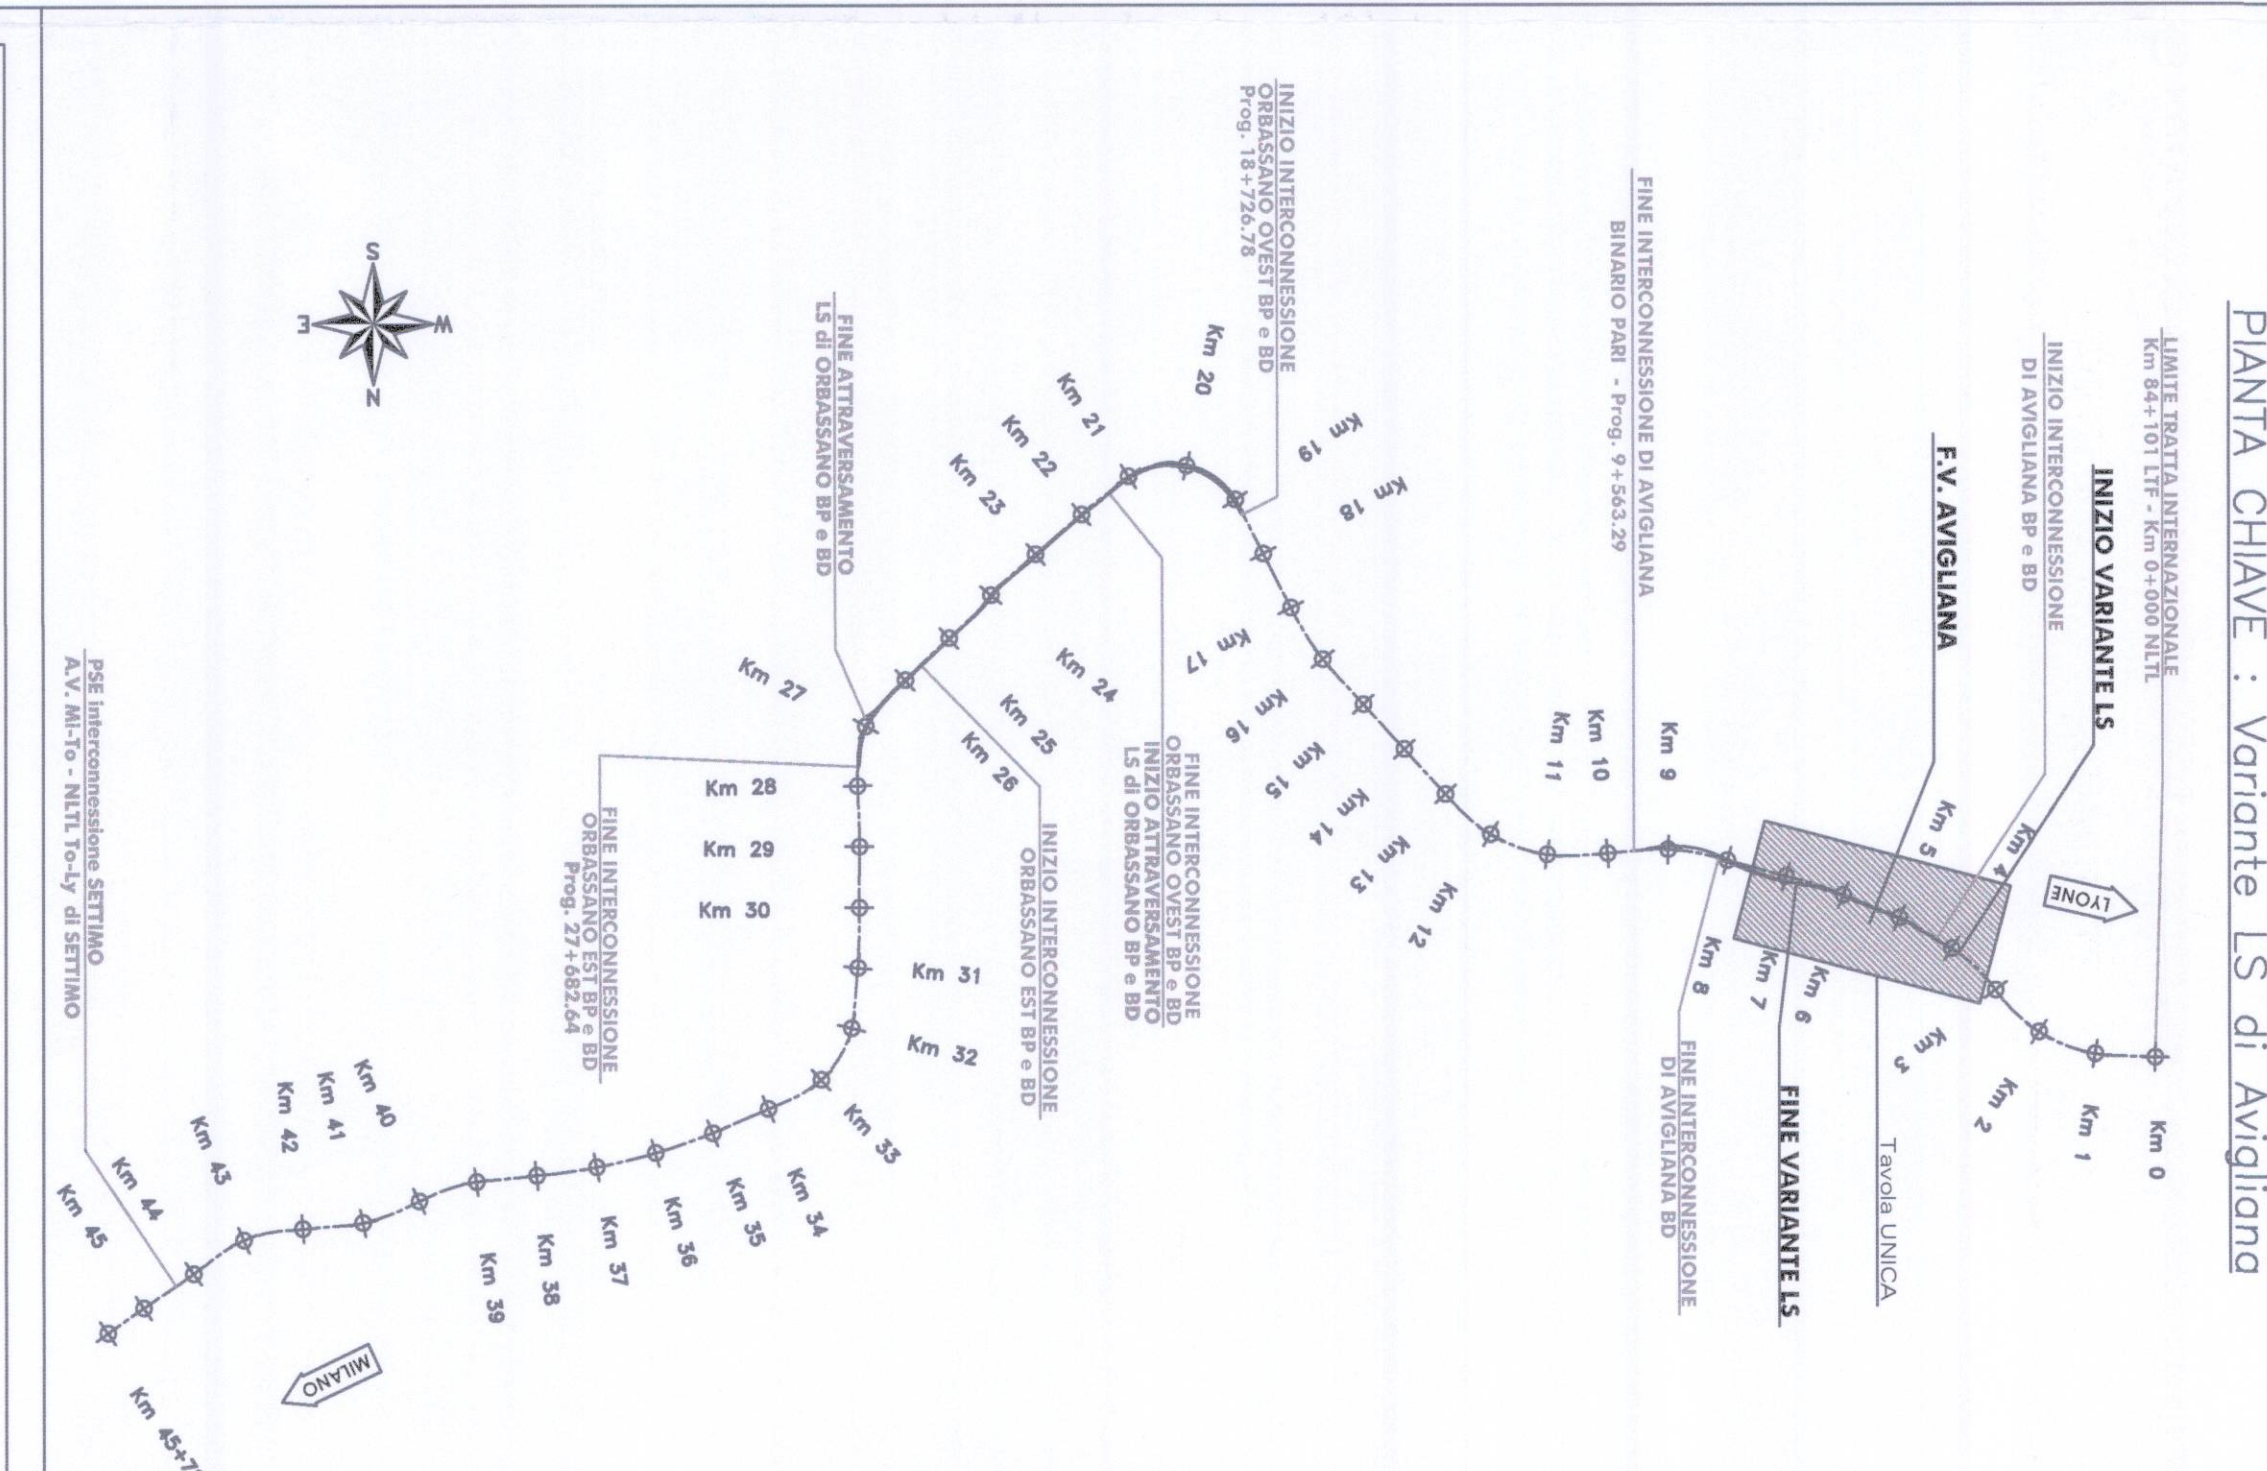 PIANTA CHIAVE : Variante LS di Avigliana
LIMITE TRATTA INTERNAZIONALE
Km 84+101 LTF - Km 0+000 NLTL
INIZIO VARIANTE LS
INIZIO INTERCONNESSIONE
DI AVIGLIANA BP e BD
F.V. AVIGLIANA
FINE INTERCONNESSIONE DI AVIGLIANA
BINARIO PARI - Prog. 9+563.29
INIZIO INTERCONNESSIONE
ORBASSANO OVEST BP e BD
Prog. 18+726.78
FINE ATTRAVERSAMENTO
LS di ORBASSANO BP e BD
S
W
E
N
LYONE
Tavola UNICA
FINE VARIANTE LS
FINE INTERCONNESSIONE
DI AVIGLIANA BD
FINE INTERCONNESSIONE
ORBASSANO OVEST BP e BD
INIZIO ATTRAVERSAMENTO
LS di ORBASSANO BP e BD
INIZIO INTERCONNESSIONE
ORBASSANO EST BP e BD
FINE INTERCONNESSIONE
ORBASSANO EST BP e BD
Prog. 27+682.64
PSE interconnessione SETTIMO
A.V. MI-To - NLTL To-Ly di SETTIMO
MILANO
Km 0
Km 1
Km 2
Km 3
Km 4
Km 5
Km 6
Km 7
Km 8
Km 9
Km 10
Km 11
Km 12
Km 13
Km 14
Km 15
Km 16
Km 17
Km 18
Km 19
Km 20
Km 21
Km 22
Km 23
Km 24
Km 25
Km 26
Km 27
Km 28
Km 29
Km 30
Km 31
Km 32
Km 33
Km 34
Km 35
Km 36
Km 37
Km 38
Km 39
Km 40
Km 41
Km 42
Km 43
Km 44
Km 45
Km